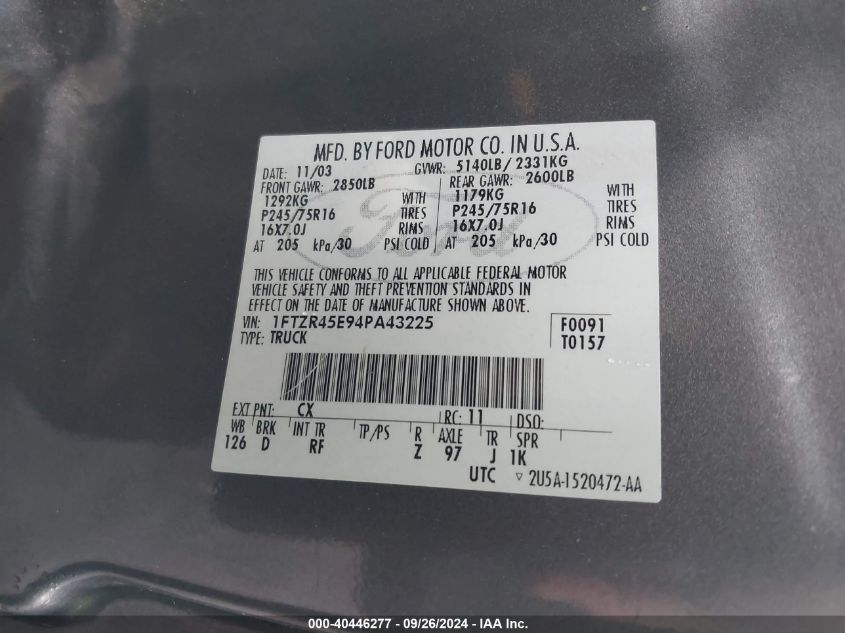 MFD. BY FORD MOTOR CO. IN U.S.A.
DATE: 11/03 GVWR: 5140LB/ 2331KG
FRONT GAWR: 2850LB REAR GAWR: 2600LB
1292KG WITH 1179KG WITH
P245/75R16 TIRES P245/75R16 TIRES
16X7.0J RIMS 16X7.0J RIMS
AT 205 kPa/30 PSI COLD AT 205 kPa/30 PSI COLD
Ford
THIS VEHICLE CONFORMS TO ALL APPLICABLE FEDERAL MOTOR
VEHICLE SAFETY AND THEFT PREVENTION STANDARDS IN
EFFECT ON THE DATE OF MANUFACTURE SHOWN ABOVE.
VIN: 1FTZR45E94PA43225 F0091
TYPE: TRUCK T0157
EXT PNT: CX RC: 11 DSO:
WB BRK INT TR TP/PS R AXLE TR SPR
126 D RF Z 97 J 1K
UTC ▽ 2U5A-1520472-AA
000-40446277 - 09/26/2024 - IAA Inc.